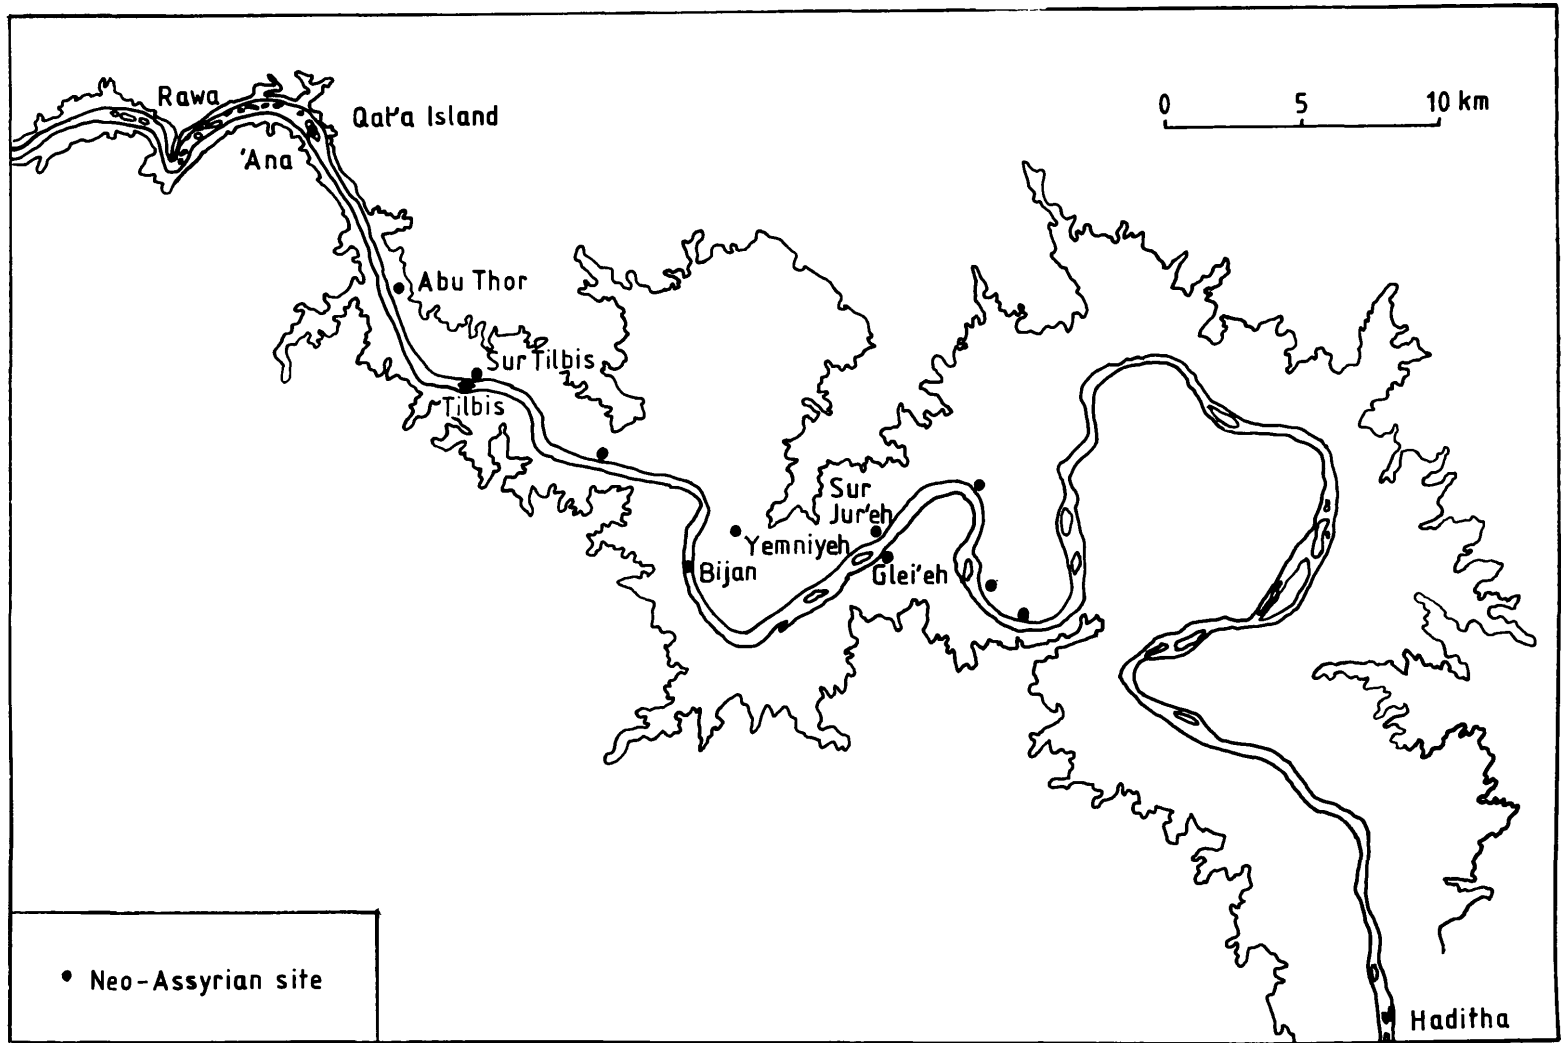 Rawa
Qal'a Island
'Ana
0 5 10 km
Abu Thor
Sur Tilbis
Tilbis
Sur
Jur'eh
Yemniyeh
Bijan
Glei'eh
Neo-Assyrian site
Haditha